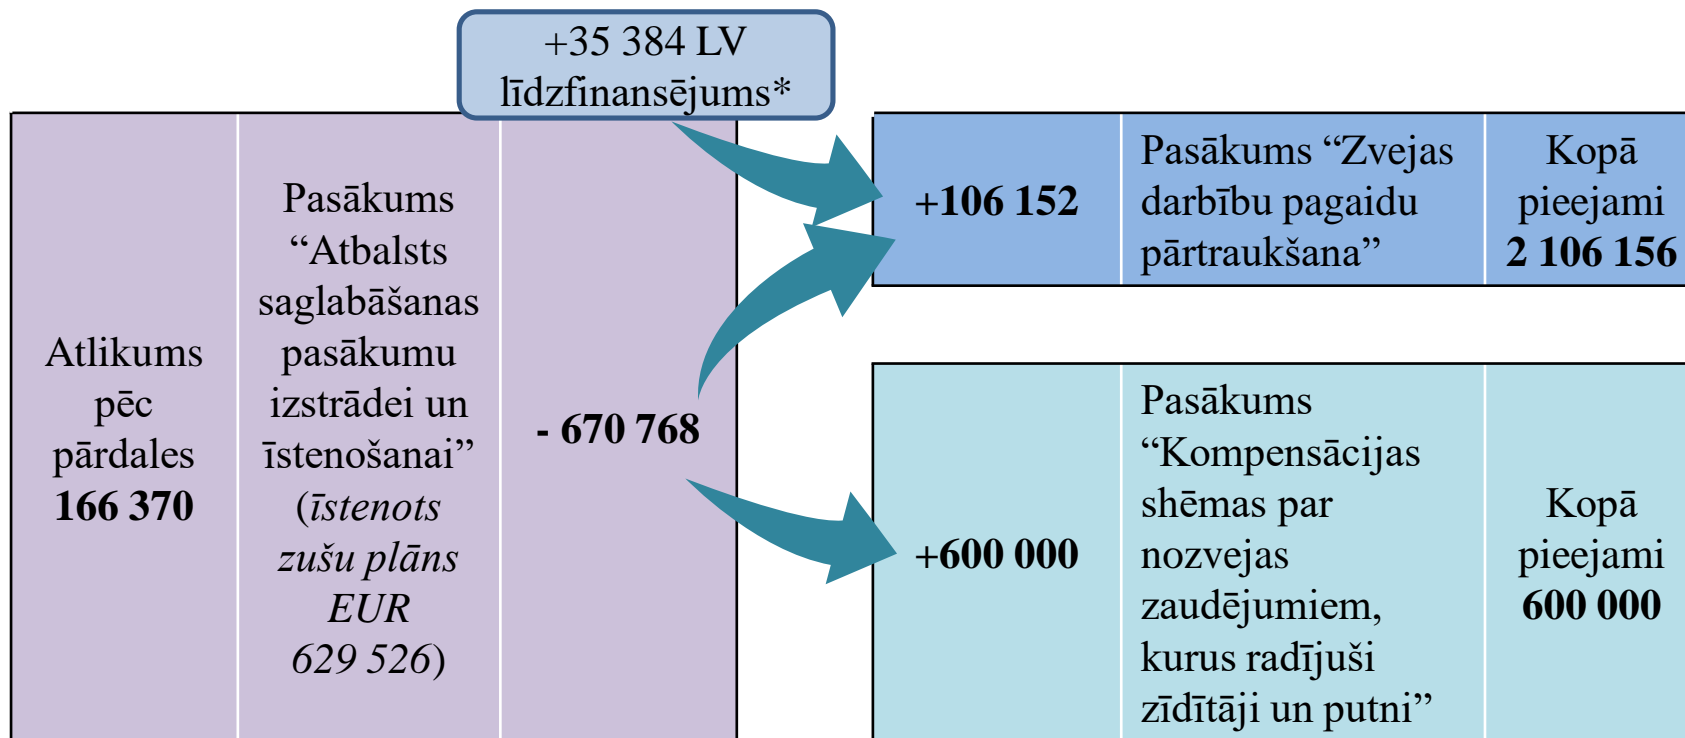 +35 384 LV
līdzfinansējums*
Atlikums
pēc
pārdales
166 370
Pasākums
“Atbalsts
saglabāšanas
pasākumu
izstrādei un
īstenošanai”
(īstenots
zušu plāns
EUR
629 526)
- 670 768
+106 152
Pasākums “Zvejas
darbību pagaidu
pārtraukšana”
Kopā
pieejami
2 106 156
+600 000
Pasākums
“Kompensācijas
shēmas par
nozvejas
zaudējumiem,
kurus radījuši
zīdītāji un putni”
Kopā
pieejami
600 000